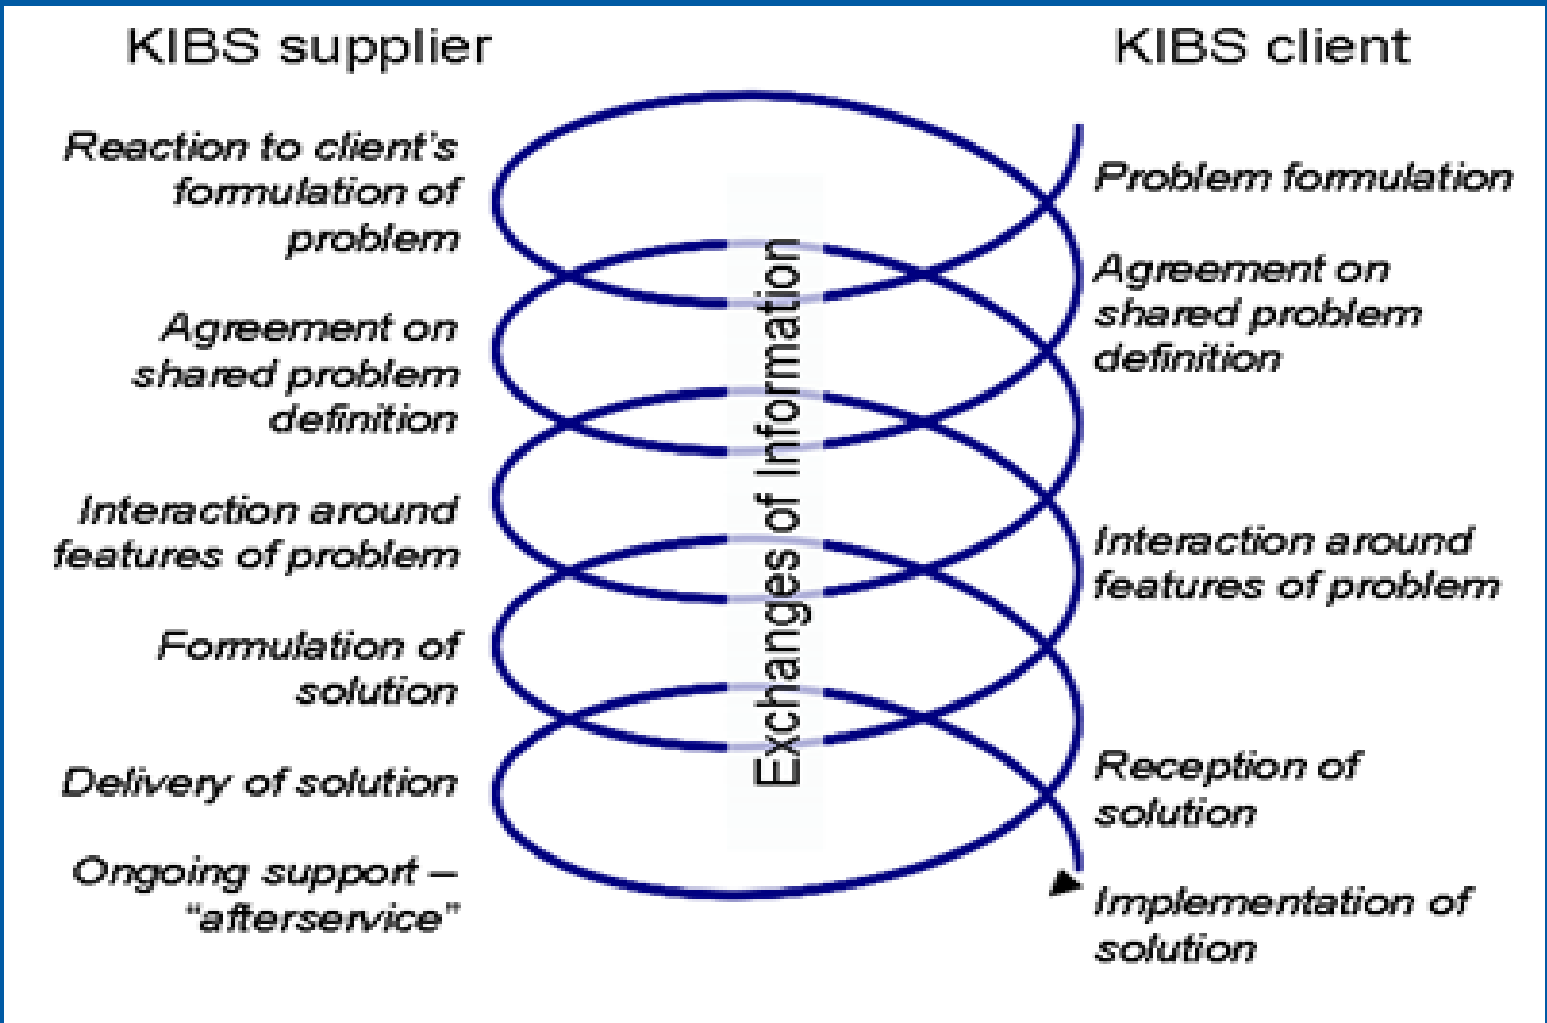 KIBS supplier
KIBS client
Reaction to client's
formulation of
problem
Agreement on
shared problem
definition
Interaction around
features of problem
Formulation of
solution
Delivery of solution
Ongoing support –
"afterservice"
Exchanges of Information
Problem formulation
Agreement on
shared problem
definition
Interaction around
features of problem
Reception of
solution
Implementation of
solution